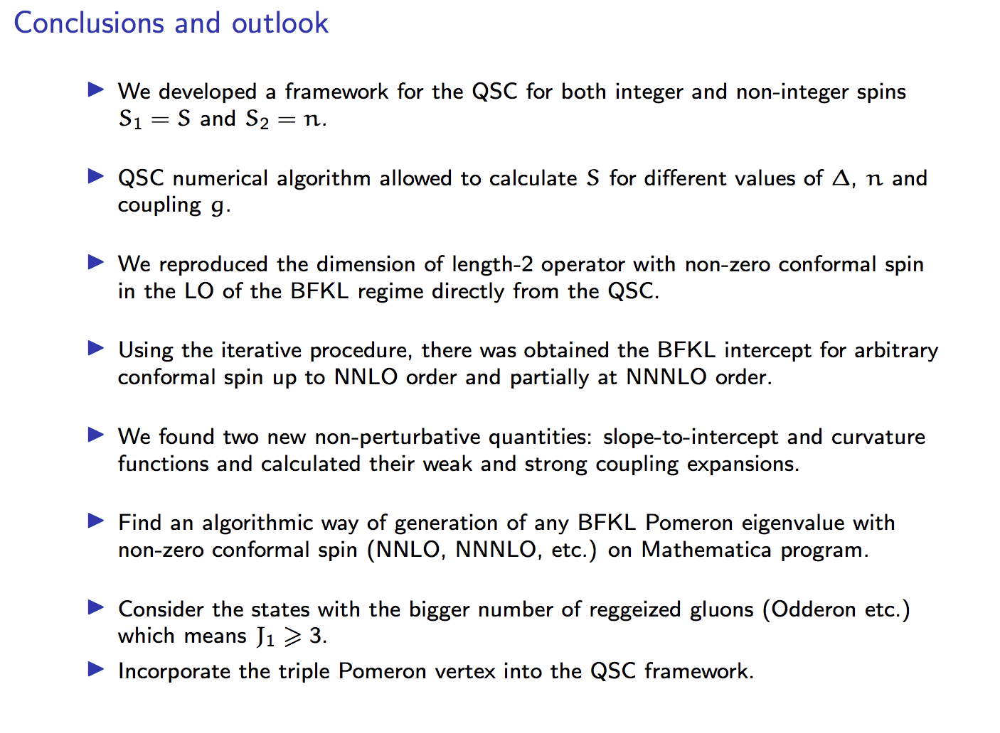 Conclusions and outlook
▶ We developed a framework for the QSC for both integer and non-integer spins
S₁ = S and S₂ = n.
▶ QSC numerical algorithm allowed to calculate S for different values of Δ, n and
coupling g.
▶ We reproduced the dimension of length-2 operator with non-zero conformal spin
in the LO of the BFKL regime directly from the QSC.
▶ Using the iterative procedure, there was obtained the BFKL intercept for arbitrary
conformal spin up to NNLO order and partially at NNNLO order.
▶ We found two new non-perturbative quantities: slope-to-intercept and curvature
functions and calculated their weak and strong coupling expansions.
▶ Find an algorithmic way of generation of any BFKL Pomeron eigenvalue with
non-zero conformal spin (NNLO, NNNLO, etc.) on Mathematica program.
▶ Consider the states with the bigger number of reggeized gluons (Odderon etc.)
which means J₁ ⩾ 3.
▶ Incorporate the triple Pomeron vertex into the QSC framework.